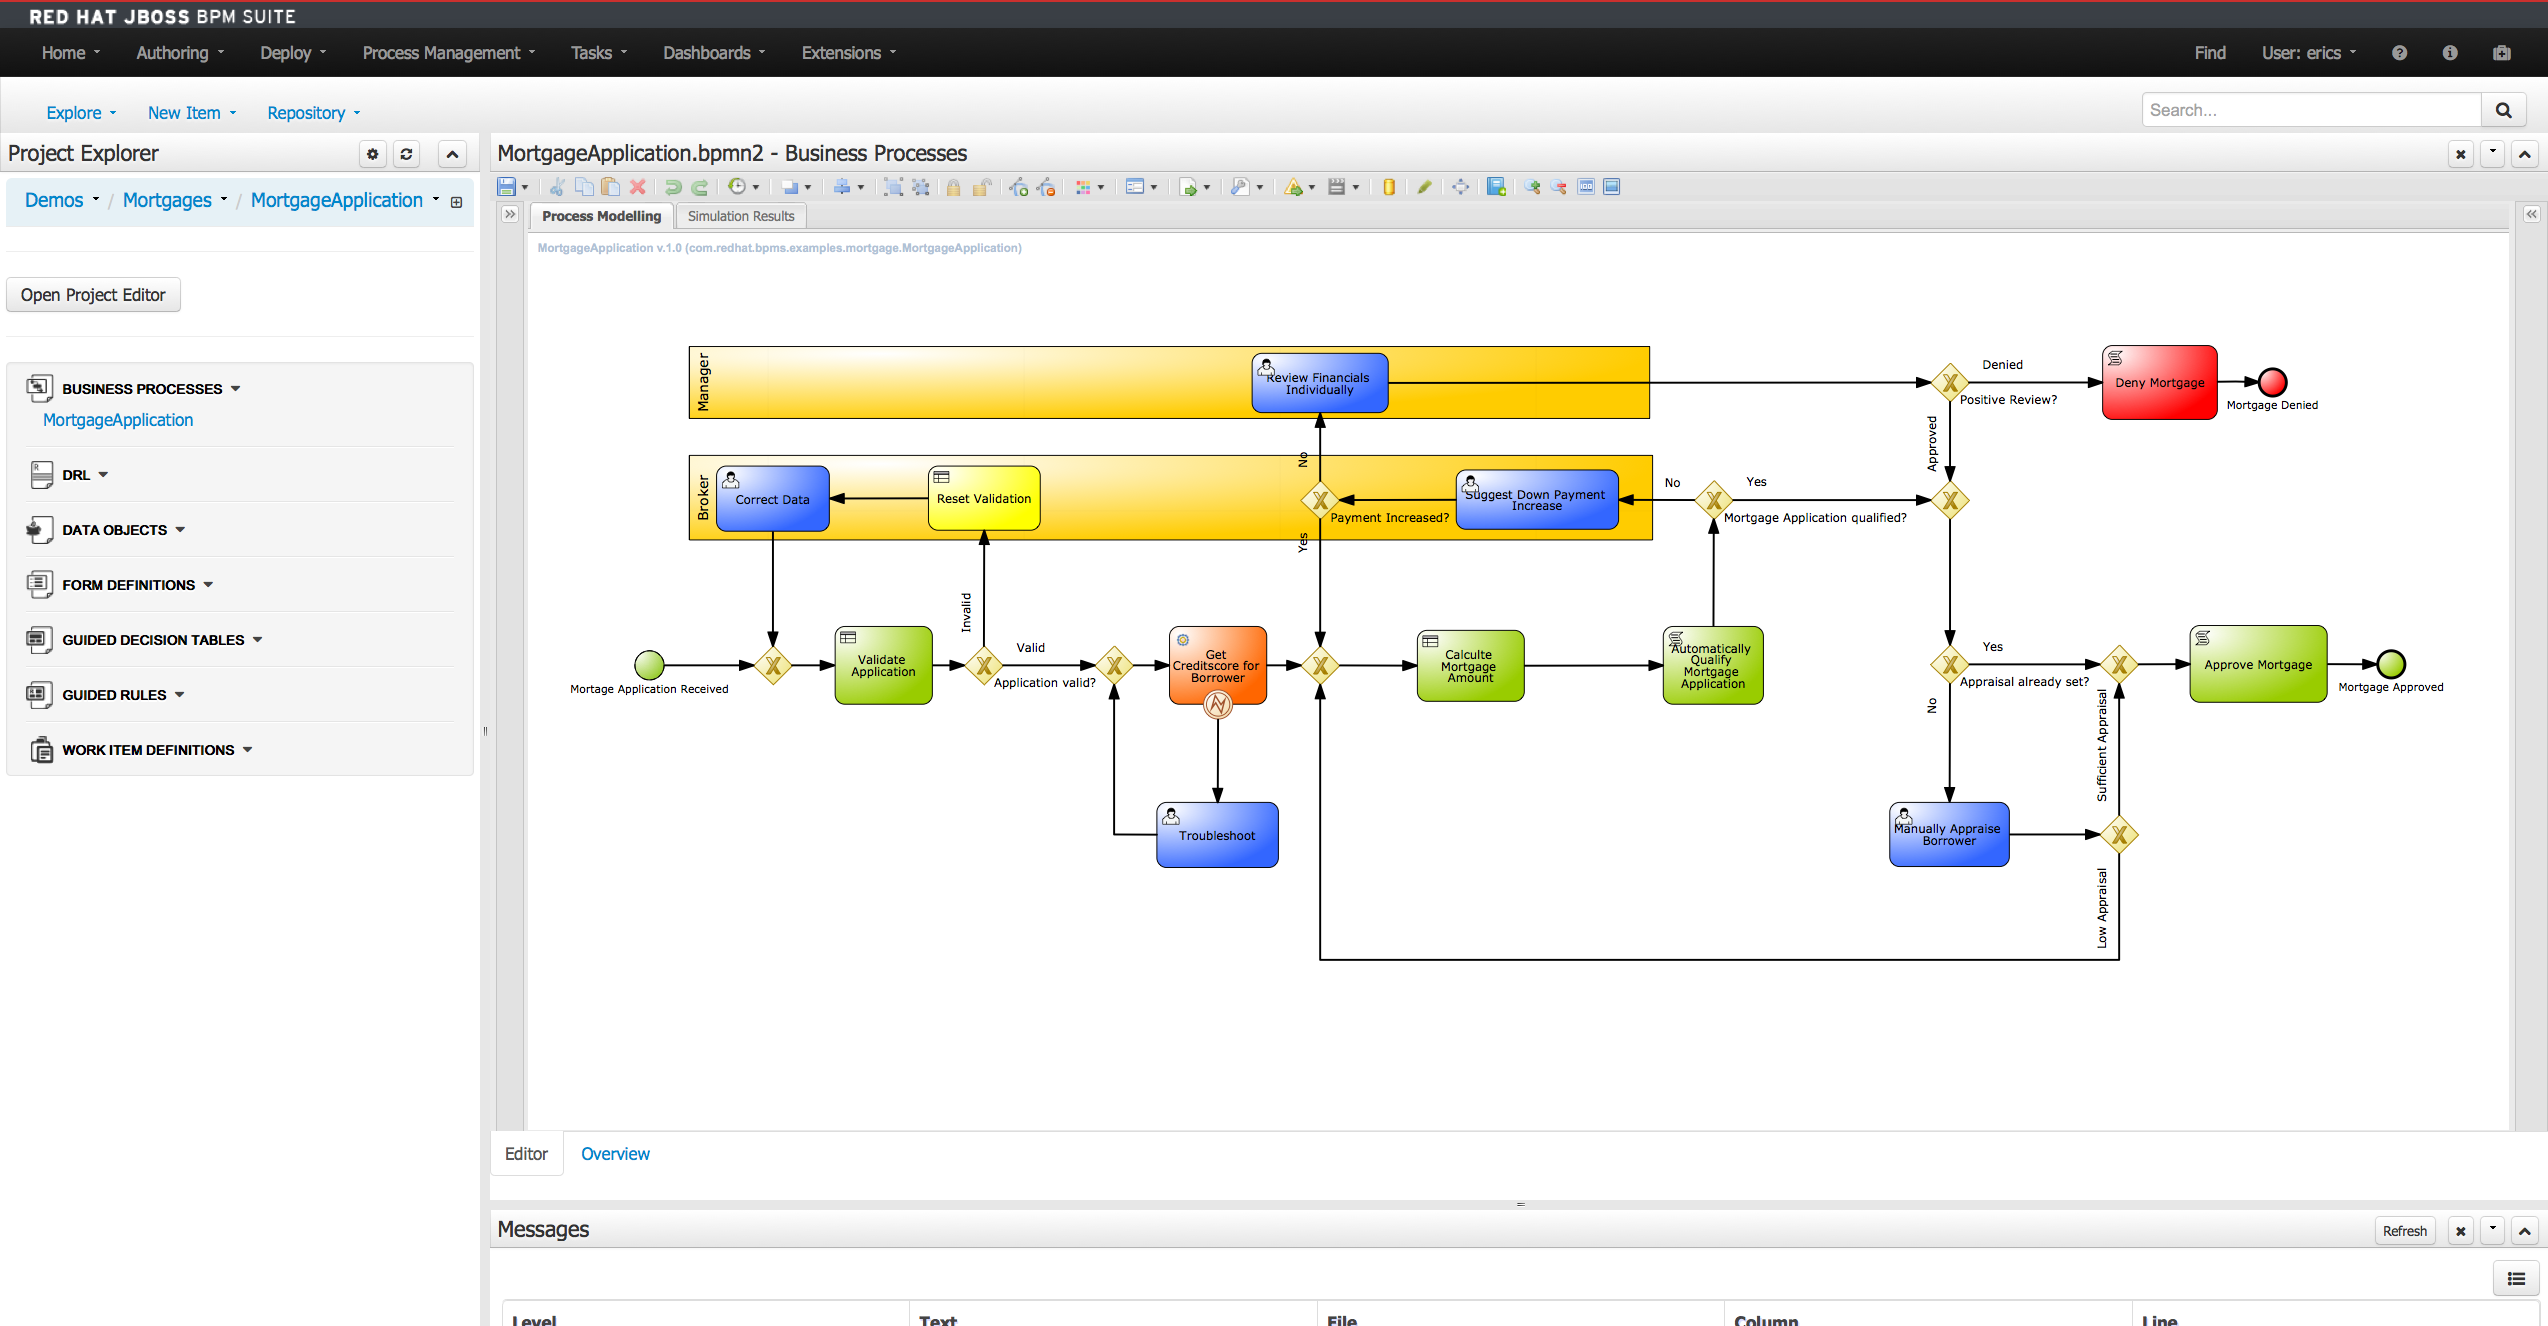 RED HAT JBOSS BPM SUITE
Home Authoring Deploy Process Management Tasks Dashboards Extensions Find User: erics
Explore New Item Repository Search...
Project Explorer
Demos / Mortgages / MortgageApplication
Open Project Editor
BUSINESS PROCESSES
MortgageApplication
DRL
DATA OBJECTS
FORM DEFINITIONS
GUIDED DECISION TABLES
GUIDED RULES
WORK ITEM DEFINITIONS
MortgageApplication.bpmn2 - Business Processes
Process Modelling Simulation Results
MortgageApplication v.1.0 (com.redhat.bpms.examples.mortgage.MortgageApplication)
Manager
Review Financials
Individually
Denied
Positive Review?
Deny Mortgage
Mortgage Denied
Approved
Broker
Correct Data
Reset Validation
No
Payment Increased?
Yes
Suggest Down Payment
Increase
No
Yes
Mortgage Application qualified?
Mortage Application Received
Validate
Application
Invalid
Valid
Application valid?
Get
Creditscore for
Borrower
Calculte
Mortgage
Amount
Automatically
Qualify
Mortgage
Application
Yes
Appraisal already set?
No
Approve Mortgage
Mortgage Approved
Sufficient Appraisal
Troubleshoot
Manually Appraise
Borrower
Low Appraisal
Editor Overview
Messages
Refresh
Level Text File Column Line